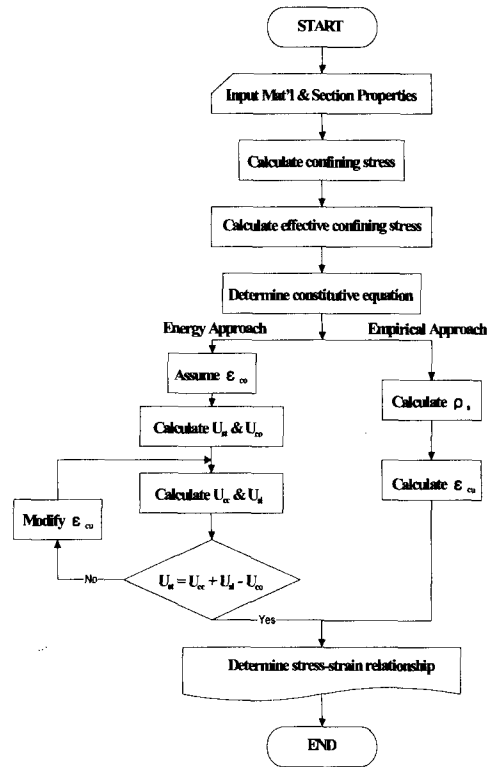 START
Input Mat'l & Section Properties
Calculate confining stress
Calculate effective confining stress
Determine constitutive equation
Energy Approach
Empirical Approach
Assume ε co
Calculate ρ s
Calculate U st & U co
Calculate U cc & U sl
Calculate ε cu
Modify ε cu
U st = U cc + U sl - U co
No
Yes
Determine stress-strain relationship
END